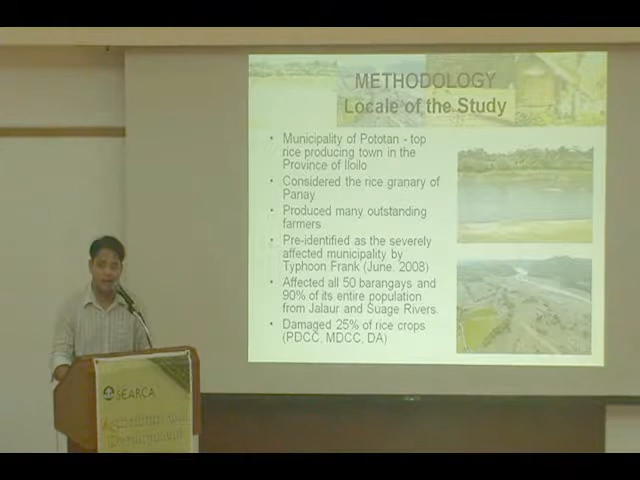 METHODOLOGY
Locale of the Study
• Municipality of Pototan - top
rice producing town in the
Province of Iloilo
• Considered the rice granary of
Panay
• Produced many outstanding
farmers
• Pre-identified as the severely
affected municipality by
Typhoon Frank (June, 2008)
• Affected all 50 barangays and
90% of its entire population
from Jalaur and Suage Rivers.
• Damaged 25% of rice crops
(PDCC, MDCC, DA)
SEARCA